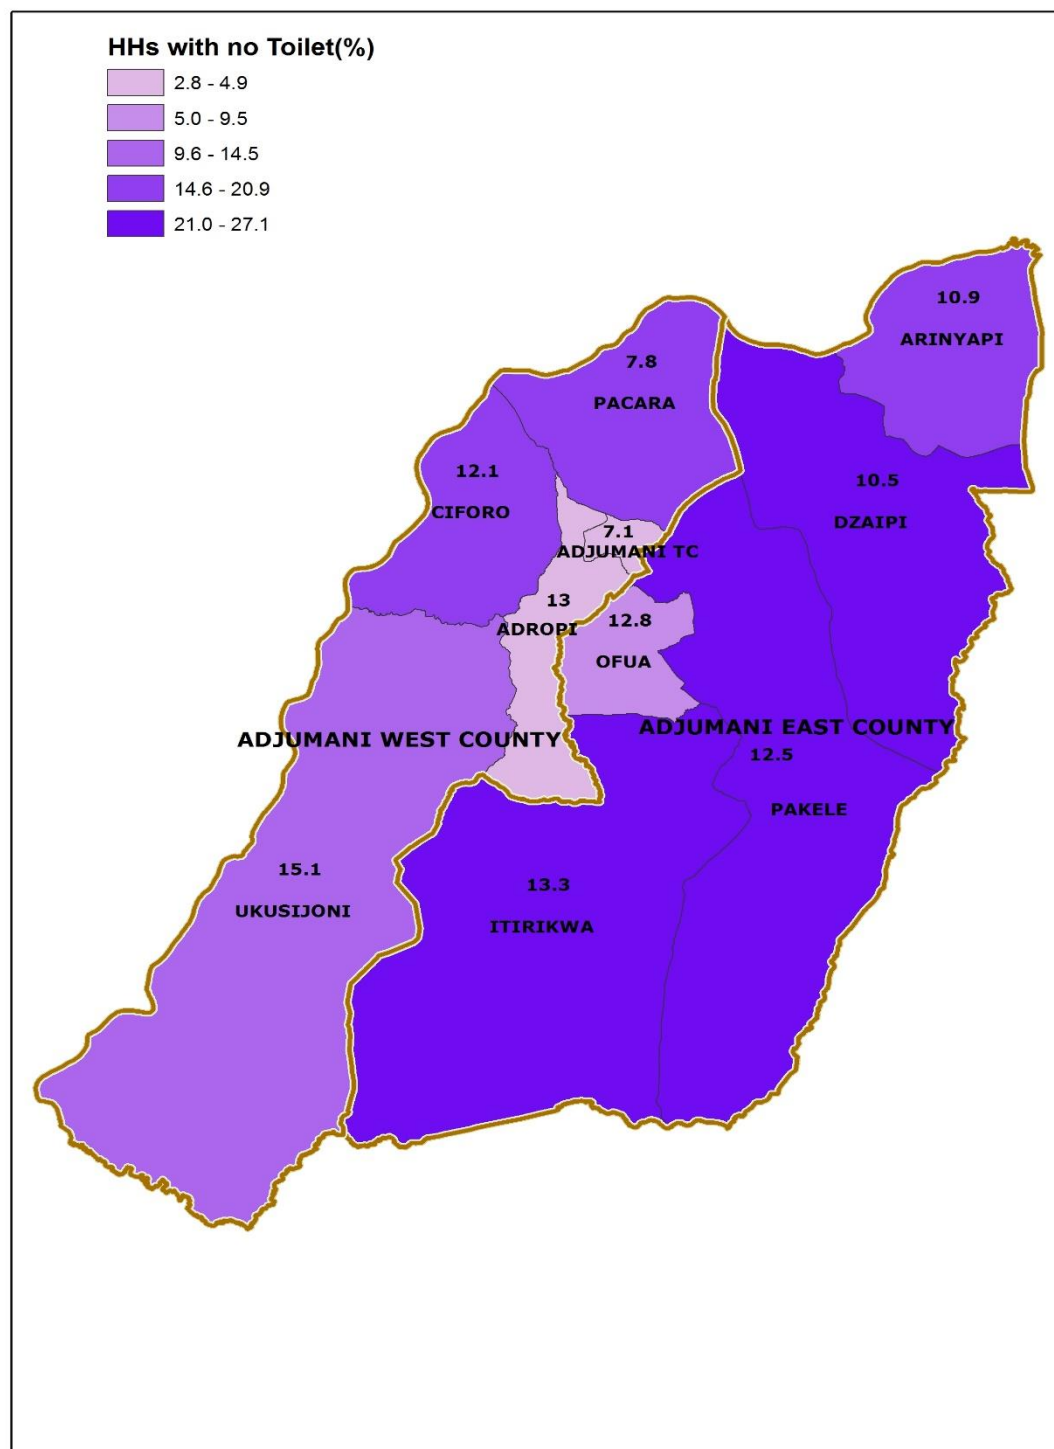 HHs with no Toilet(%)
2.8 - 4.9
5.0 - 9.5
9.6 - 14.5
14.6 - 20.9
21.0 - 27.1
10.9
ARINYAPI
7.8
PACARA
12.1
CIFORO
10.5
DZAIPI
7.1
ADJUMANI TC
13
ADROPI
12.8
OFUA
ADJUMANI WEST COUNTY
ADJUMANI EAST COUNTY
12.5
PAKELE
15.1
UKUSIJONI
13.3
ITIRIKWA